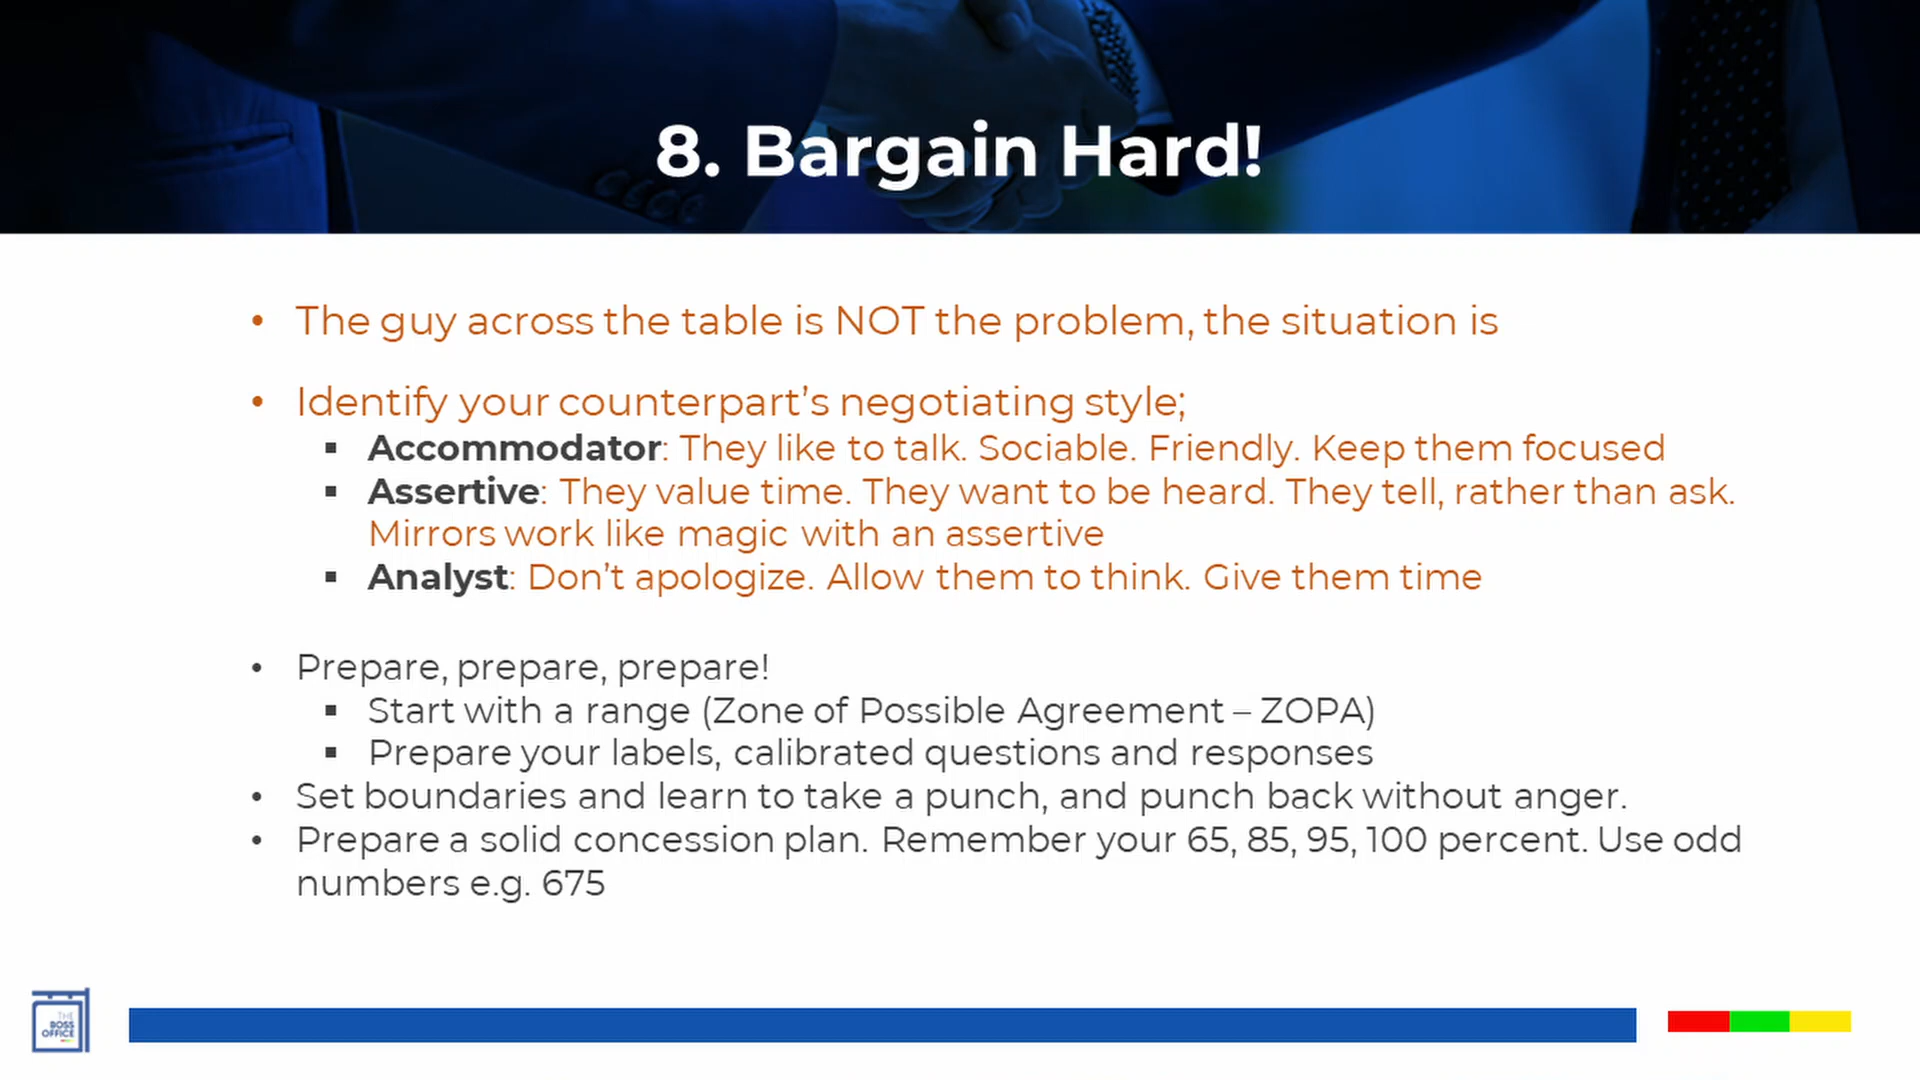 8. Bargain Hard!
• The guy across the table is NOT the problem, the situation is
• Identify your counterpart’s negotiating style;
▪ Accommodator: They like to talk. Sociable. Friendly. Keep them focused
▪ Assertive: They value time. They want to be heard. They tell, rather than ask.
Mirrors work like magic with an assertive
▪ Analyst: Don’t apologize. Allow them to think. Give them time
• Prepare, prepare, prepare!
▪ Start with a range (Zone of Possible Agreement – ZOPA)
▪ Prepare your labels, calibrated questions and responses
• Set boundaries and learn to take a punch, and punch back without anger.
• Prepare a solid concession plan. Remember your 65, 85, 95, 100 percent. Use odd
numbers e.g. 675
THE
BOSS
OFFICE